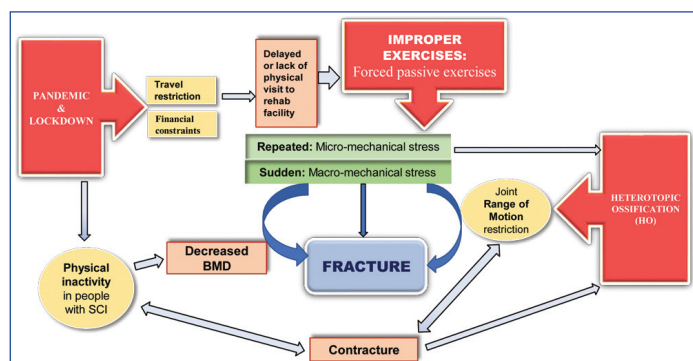 IMPROPER
EXERCISES:
Forced passive exercises
Delayed
or lack of
physical
visit to
rehab
facility
PANDEMIC
&
LOCKDOWN
Travel
restriction
Financial
constraints
Repeated: Micro-mechanical stress
Sudden: Macro-mechanical stress
Joint
Range of
Motion
restriction
HETEROTOPIC
OSSIFICATION
(HO)
Physical
inactivity
in people
with SCI
Decreased
BMD
FRACTURE
Contracture